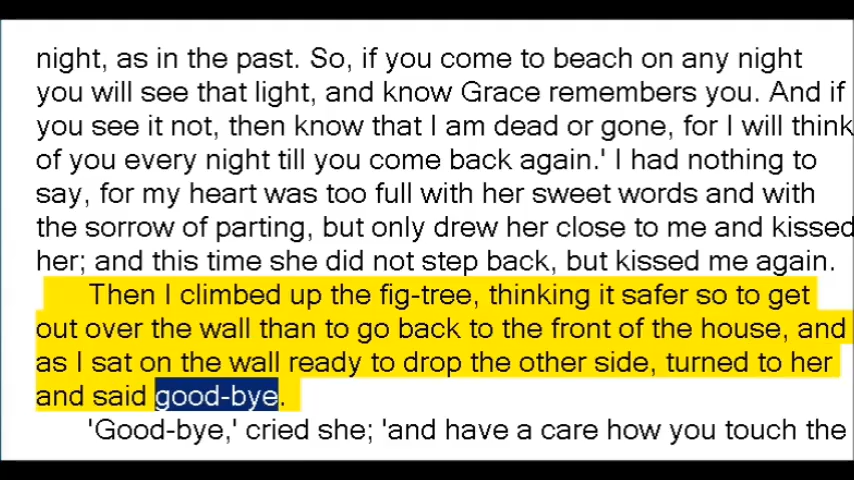 night, as in the past. So, if you come to beach on any night
you will see that light, and know Grace remembers you. And if
you see it not, then know that I am dead or gone, for I will think
of you every night till you come back again.' I had nothing to
say, for my heart was too full with her sweet words and with
the sorrow of parting, but only drew her close to me and kissed
her; and this time she did not step back, but kissed me again.
Then I climbed up the fig-tree, thinking it safer so to get
out over the wall than to go back to the front of the house, and
as I sat on the wall ready to drop the other side, turned to her
and said good-bye.
'Good-bye,' cried she; 'and have a care how you touch the